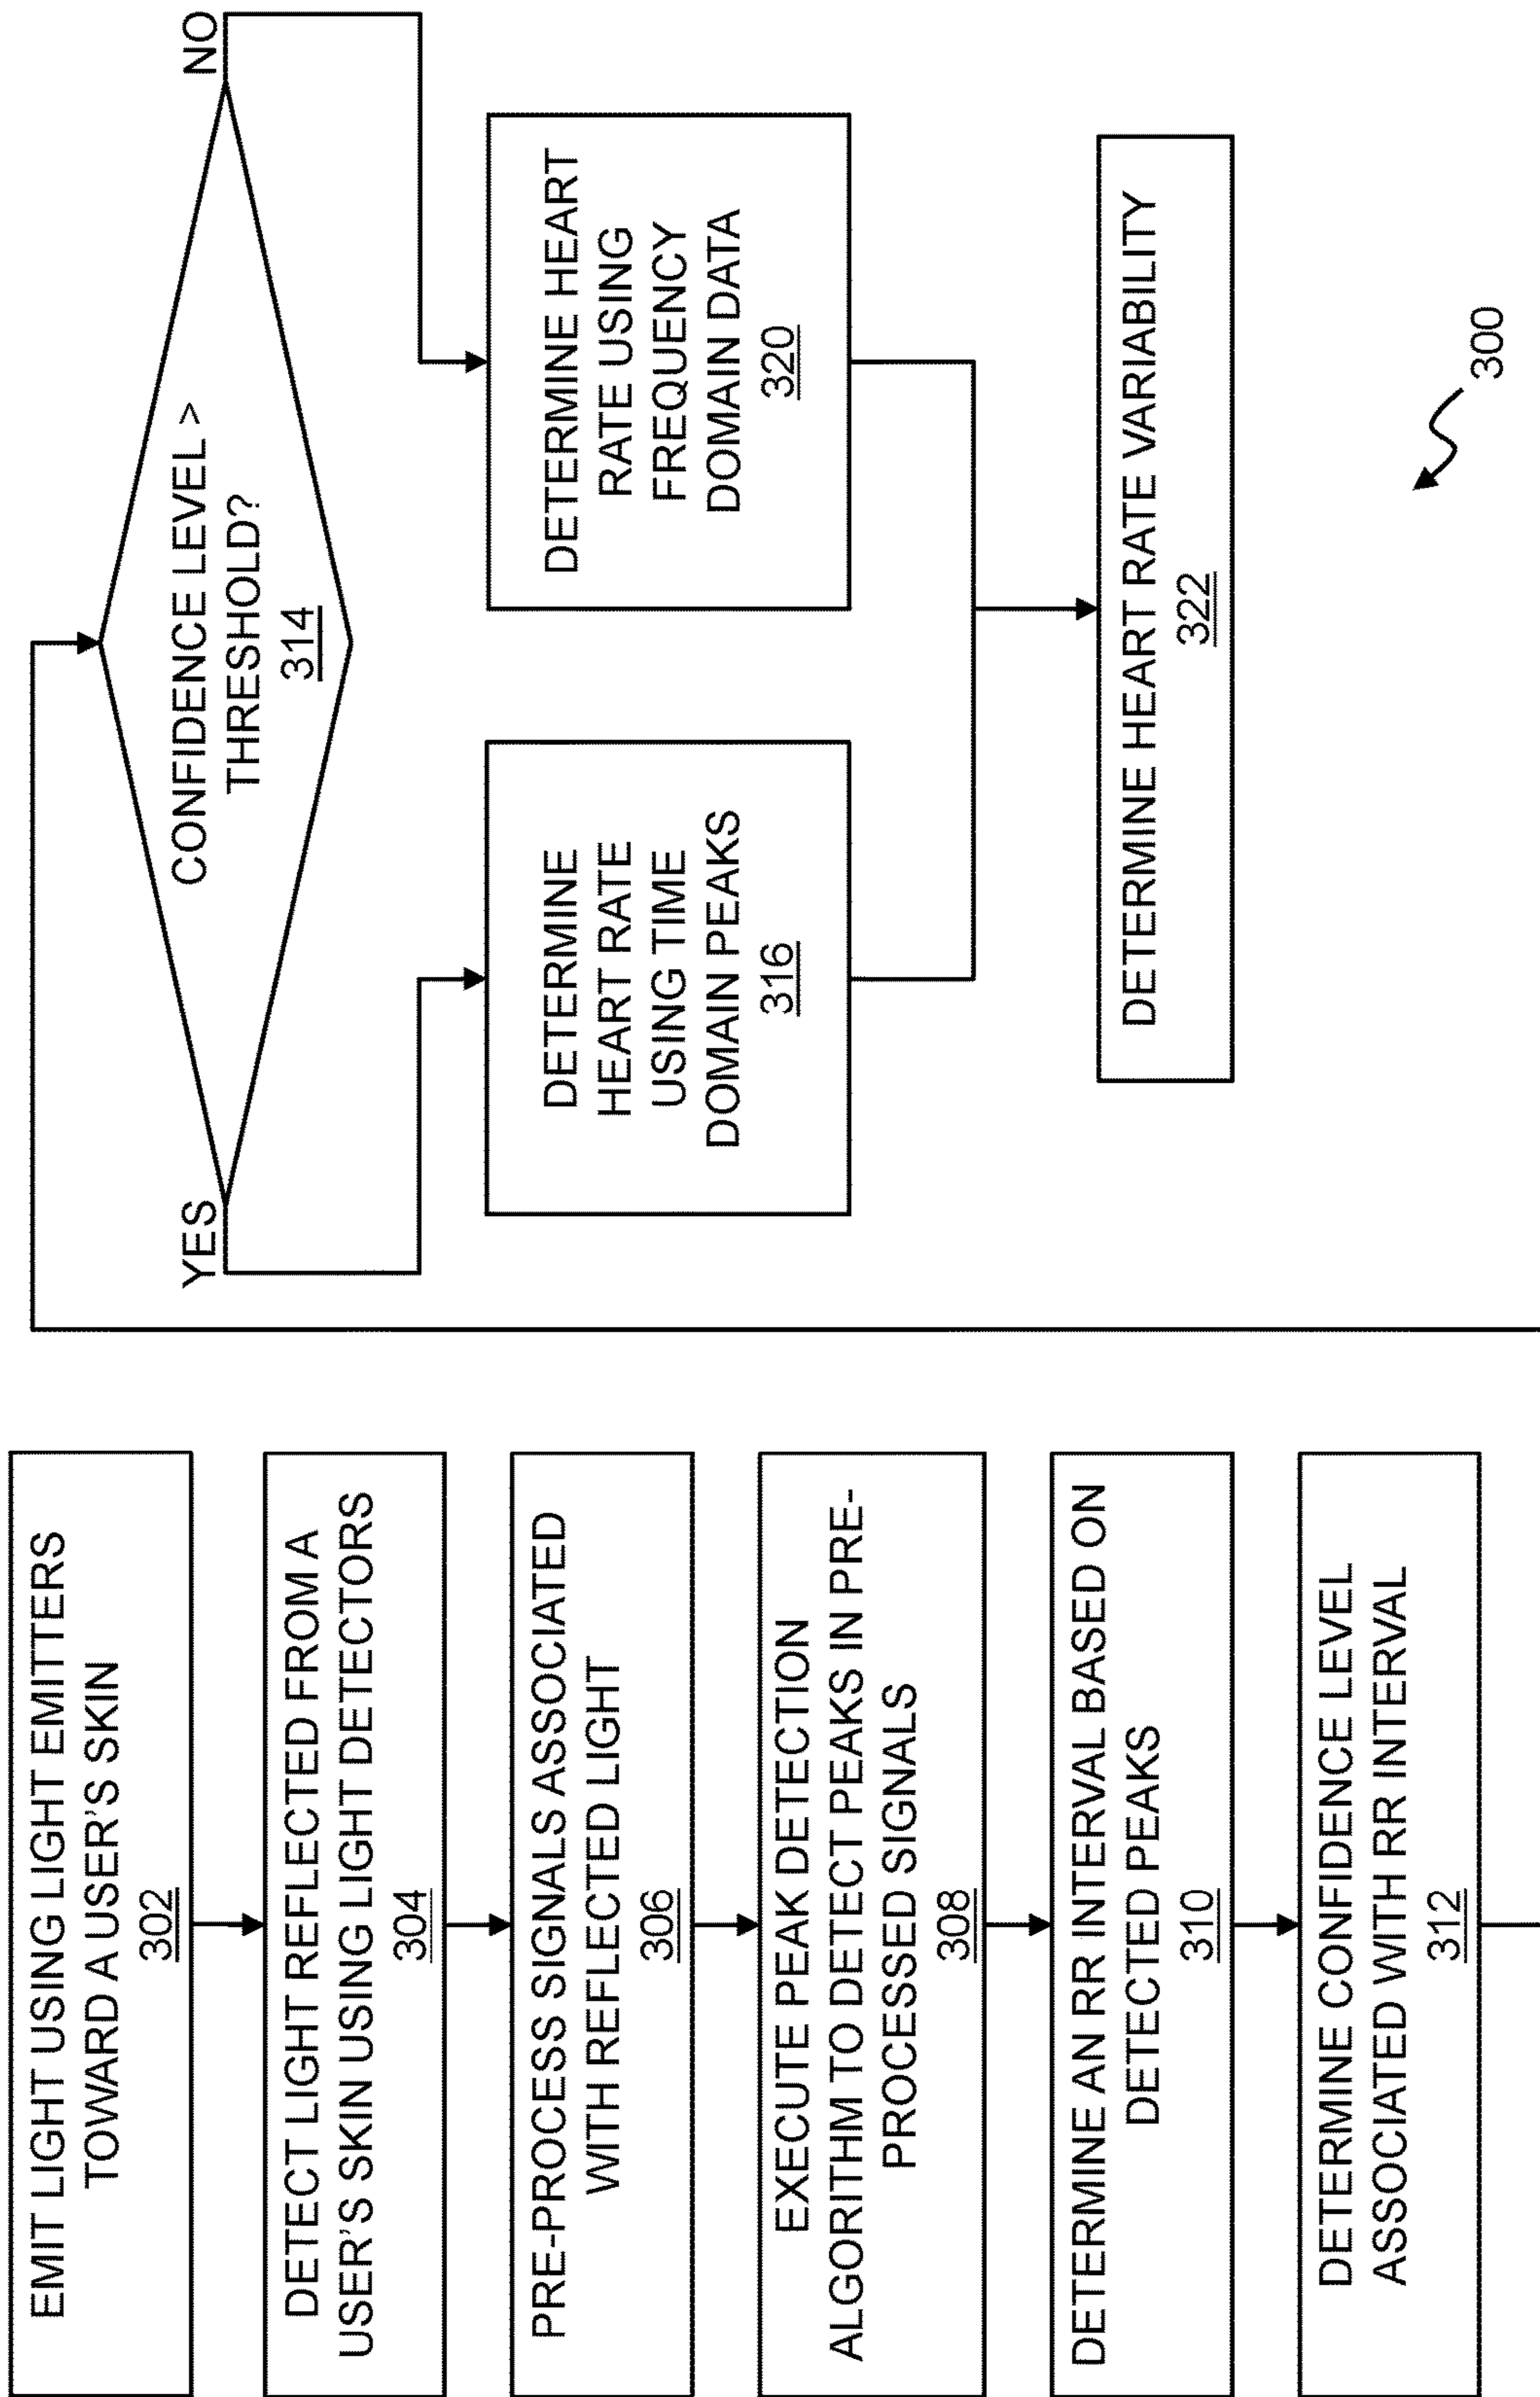 EMIT LIGHT USING LIGHT EMITTERS
TOWARD A USER'S SKIN
302
DETECT LIGHT REFLECTED FROM A
USER'S SKIN USING LIGHT DETECTORS
304
PRE-PROCESS SIGNALS ASSOCIATED
WITH REFLECTED LIGHT
306
EXECUTE PEAK DETECTION
ALGORITHM TO DETECT PEAKS IN PRE-
PROCESSED SIGNALS
308
DETERMINE AN RR INTERVAL BASED ON
DETECTED PEAKS
310
DETERMINE CONFIDENCE LEVEL
ASSOCIATED WITH RR INTERVAL
312
CONFIDENCE LEVEL >
THRESHOLD?
314
YES
NO
DETERMINE
HEART RATE
USING TIME
DOMAIN PEAKS
316
DETERMINE HEART
RATE USING
FREQUENCY
DOMAIN DATA
320
DETERMINE HEART RATE VARIABILITY
322
300